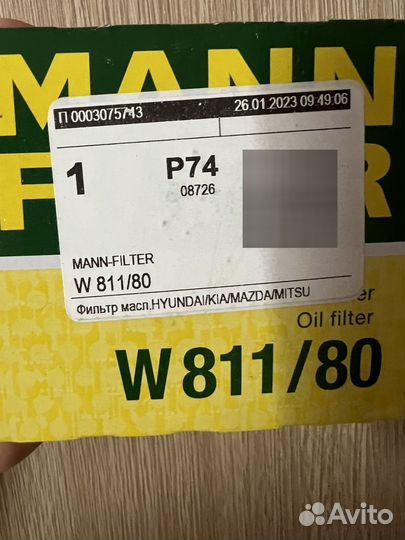 MANN
П 0003075743 26.01.2023 09:49:06
1 P74
08726
MANN-FILTER
W 811/80
Фильтр масл.HYUNDAI/KIA/MAZDA/MITSU
Oil filter
W 811/80
Avito